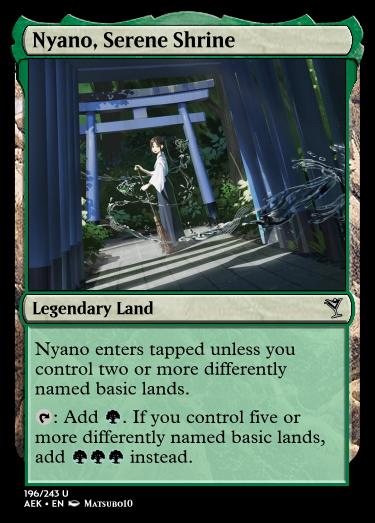 Nyano, Serene Shrine
Legendary Land
Nyano enters tapped unless you
control two or more differently
named basic lands.
: Add . If you control five or
more differently named basic lands,
add instead.
196/243 U
AEK • EN Matsubo10